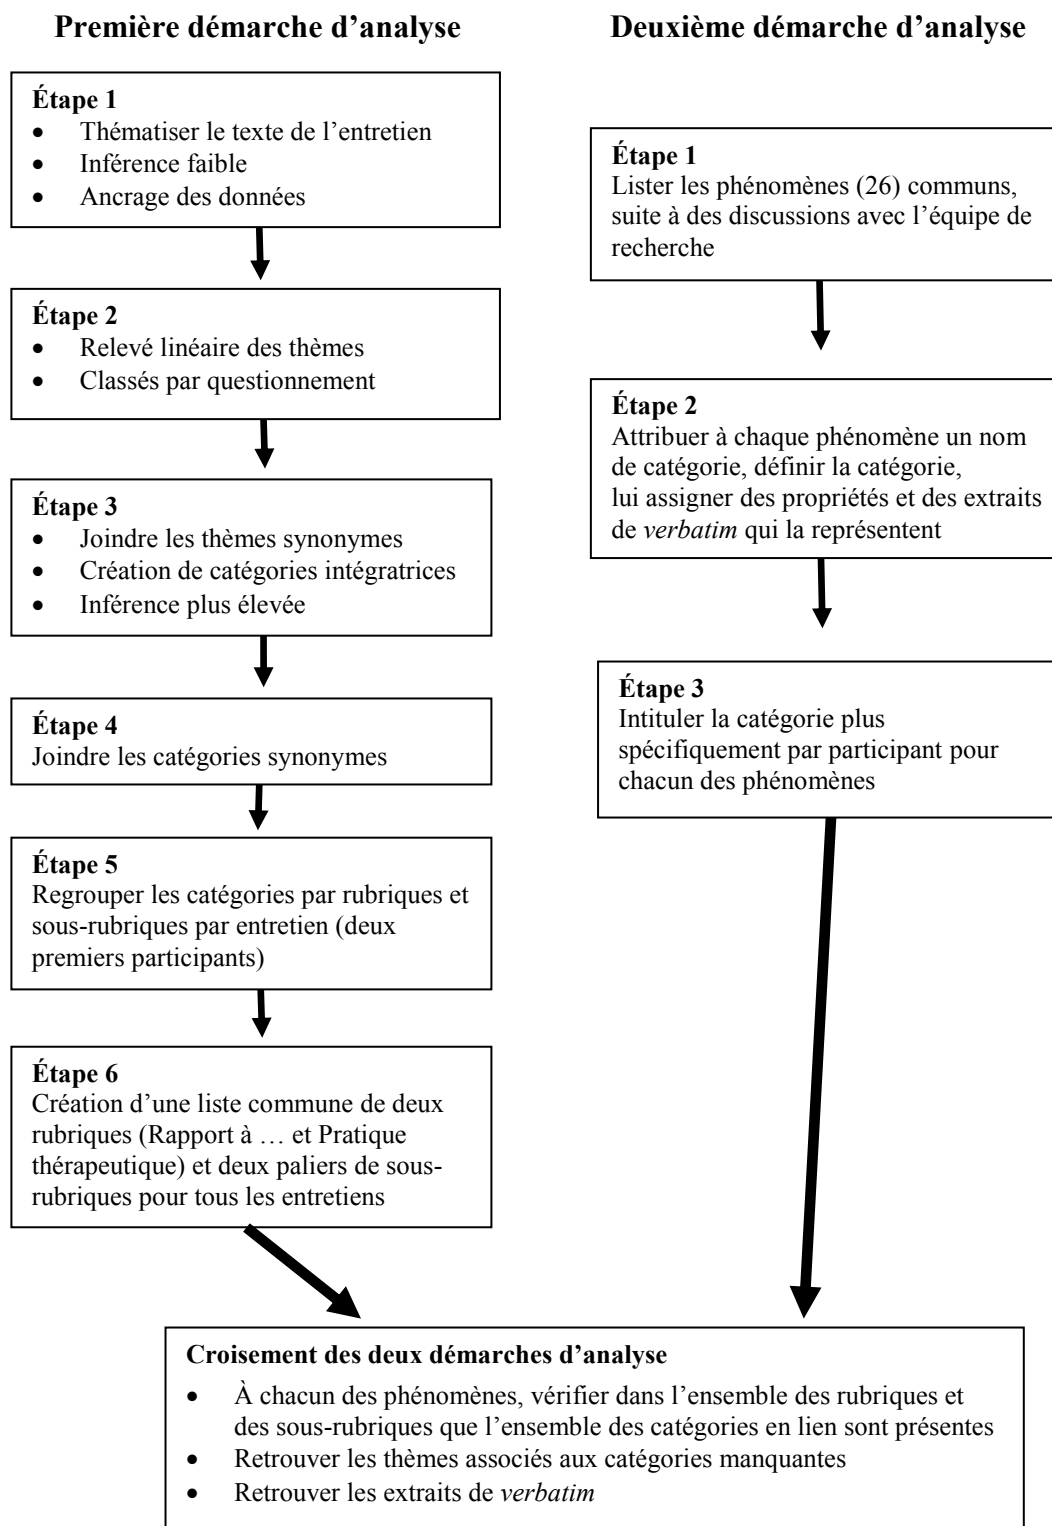 Première démarche d’analyse
Étape 1
• Thématiser le texte de l’entretien
• Inférence faible
• Ancrage des données
Étape 2
• Relevé linéaire des thèmes
• Classés par questionnement
Étape 3
• Joindre les thèmes synonymes
• Création de catégories intégratrices
• Inférence plus élevée
Étape 4
Joindre les catégories synonymes
Étape 5
Regrouper les catégories par rubriques et
sous-rubriques par entretien (deux
premiers participants)
Étape 6
Création d’une liste commune de deux
rubriques (Rapport à … et Pratique
thérapeutique) et deux paliers de sous-
rubriques pour tous les entretiens
Deuxième démarche d’analyse
Étape 1
Lister les phénomènes (26) communs,
suite à des discussions avec l’équipe de
recherche
Étape 2
Attribuer à chaque phénomène un nom
de catégorie, définir la catégorie,
lui assigner des propriétés et des extraits
de verbatim qui la représentent
Étape 3
Intituler la catégorie plus
spécifiquement par participant pour
chacun des phénomènes
Croisement des deux démarches d’analyse
• À chacun des phénomènes, vérifier dans l’ensemble des rubriques et
des sous-rubriques que l’ensemble des catégories en lien sont présentes
• Retrouver les thèmes associés aux catégories manquantes
• Retrouver les extraits de verbatim